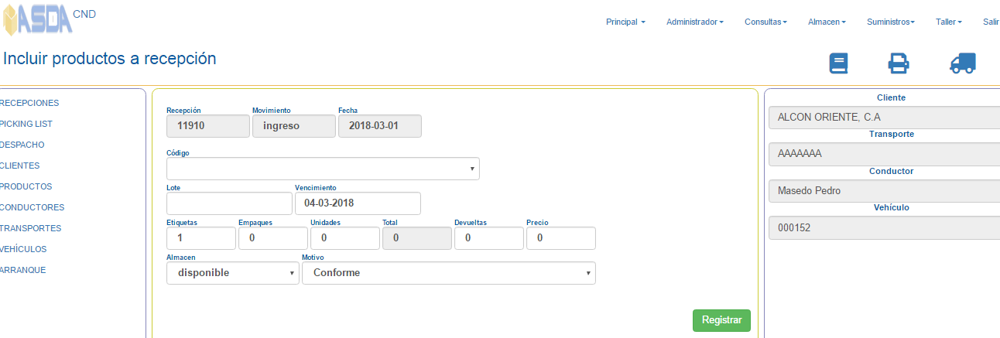 ASDA CND
Principal Administrador Consultas Almacen Suministros Taller Salir
Incluir productos a recepción
RECEPCIONES
PICKING LIST
DESPACHO
CLIENTES
PRODUCTOS
CONDUCTORES
TRANSPORTES
VEHÍCULOS
ARRANQUE
Recepción Movimiento Fecha
11910 ingreso 2018-03-01
Código
Lote Vencimiento
04-03-2018
Etiquetas Empaques Unidades Total Devueltas Precio
1 0 0 0 0 0
Almacen Motivo
disponible Conforme
Registrar
Cliente
ALCON ORIENTE, C.A
Transporte
AAAAAAA
Conductor
Masedo Pedro
Vehículo
000152